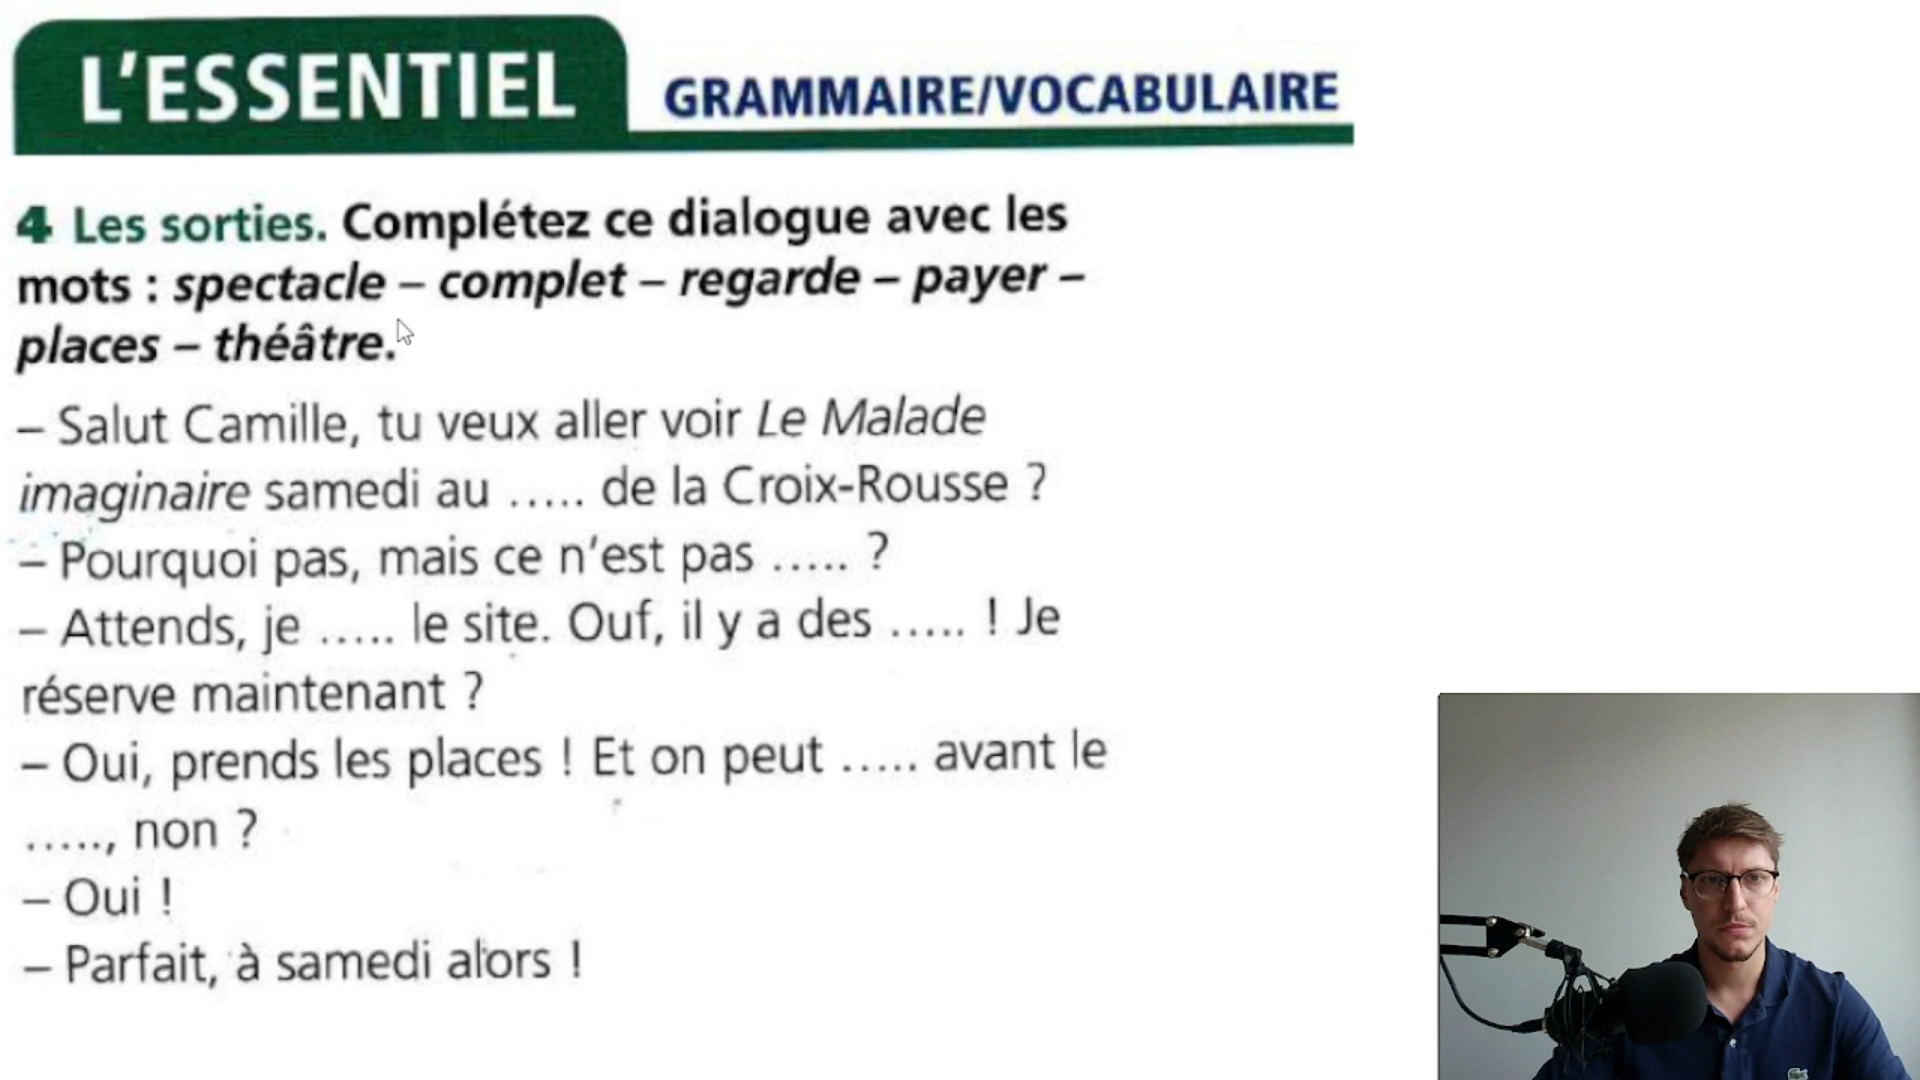 L'ESSENTIEL GRAMMAIRE/VOCABULAIRE
4 Les sorties. Complétez ce dialogue avec les
mots : spectacle – complet – regarde – payer –
places – théâtre.
– Salut Camille, tu veux aller voir Le Malade
imaginaire samedi au ..... de la Croix-Rousse ?
– Pourquoi pas, mais ce n'est pas ..... ?
– Attends, je ..... le site. Ouf, il y a des ..... ! Je
réserve maintenant ?
– Oui, prends les places ! Et on peut ..... avant le
....., non ?
– Oui !
– Parfait, à samedi alors !